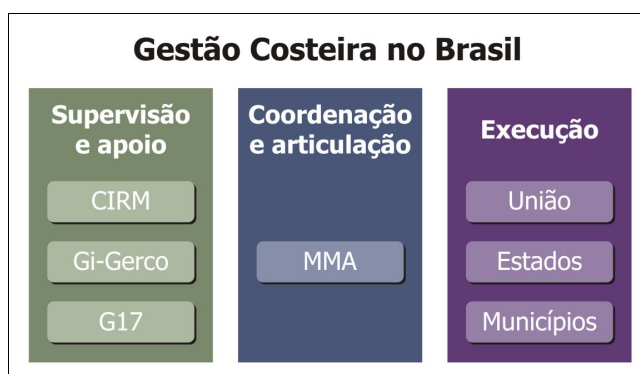 Gestão Costeira no Brasil
Supervisão
e apoio
CIRM
Gi-Gerco
G17
Coordenação
e articulação
MMA
Execução
União
Estados
Municípios